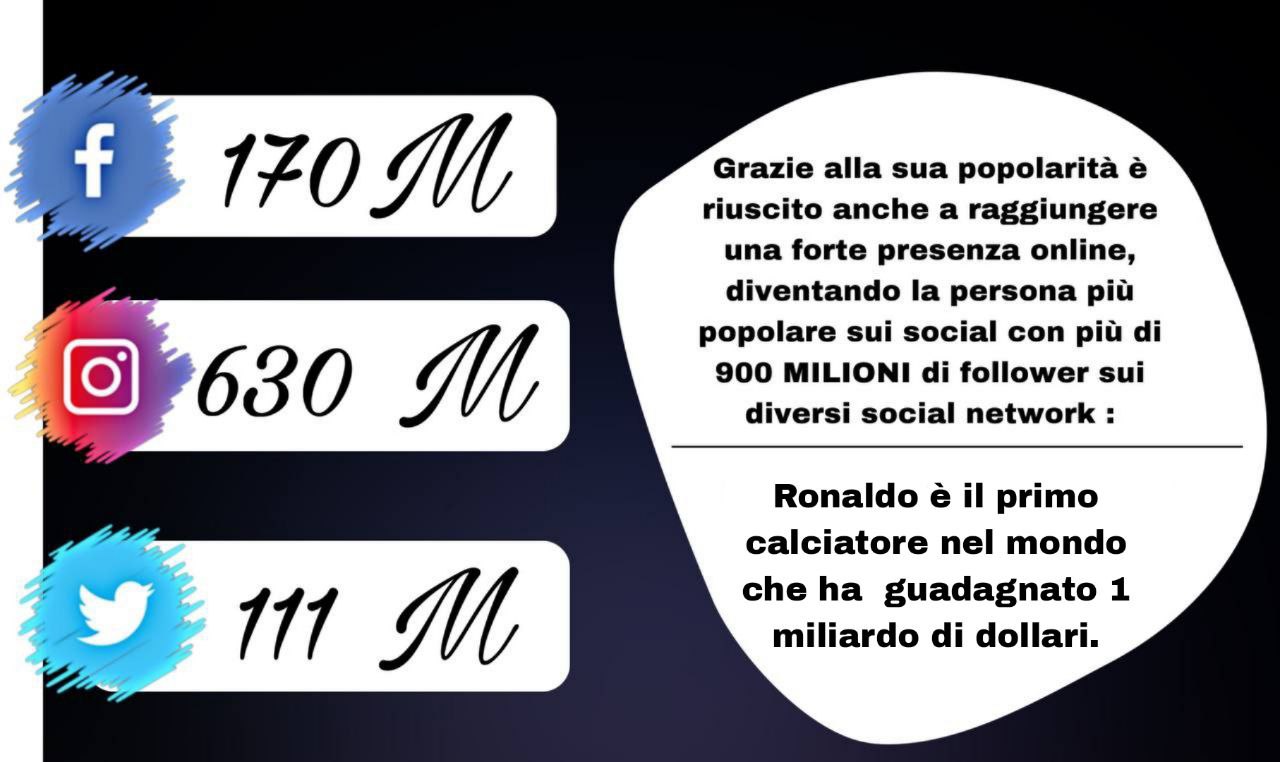 170 M
630 M
111 M
Grazie alla sua popolarità è
riuscito anche a raggiungere
una forte presenza online,
diventando la persona più
popolare sui social con più di
900 MILIONI di follower sui
diversi social network :
Ronaldo è il primo
calciatore nel mondo
che ha guadagnato 1
miliardo di dollari.